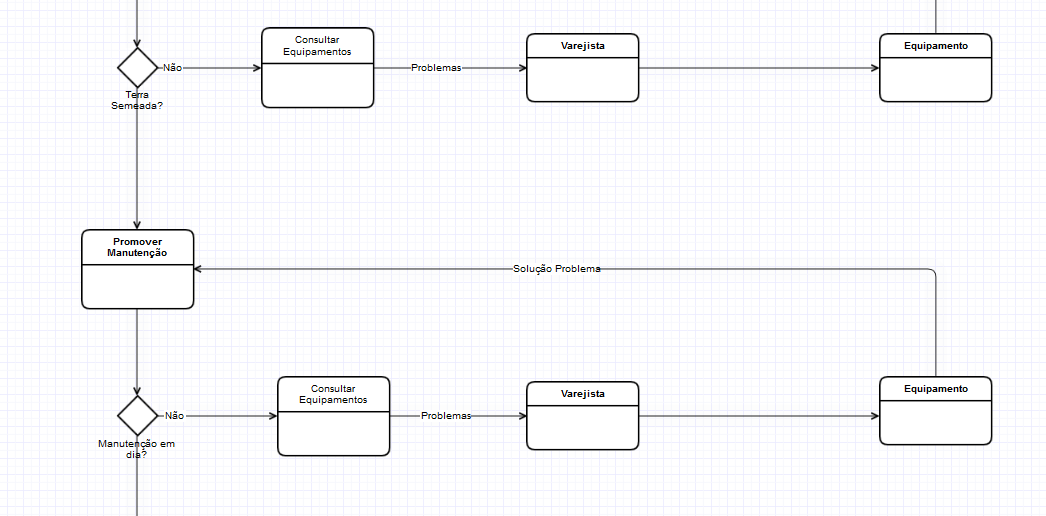 Consultar
Equipamentos
Varejista
Equipamento
Não
Problemas
Terra
Semeada?
Promover
Manutenção
Solução Problema
Consultar
Equipamentos
Varejista
Equipamento
Não
Problemas
Manutenção em
dia?